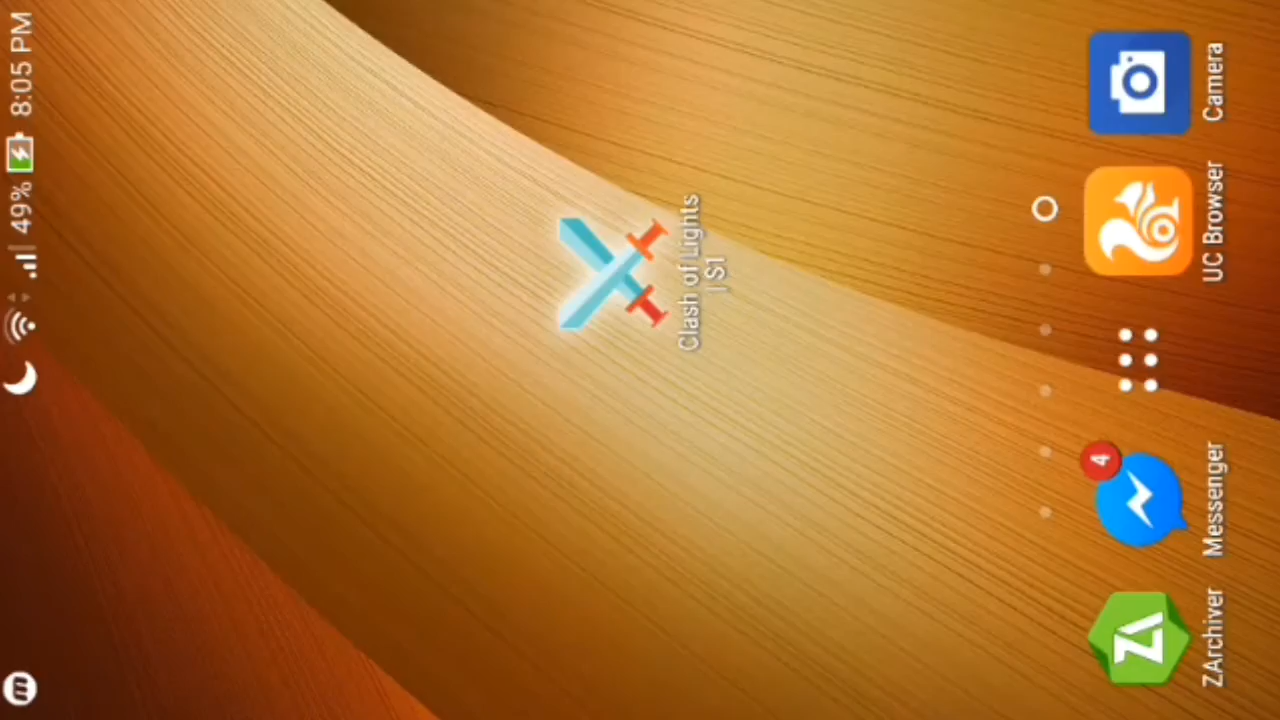 49% 8:05 PM
Clash of Lights
| S1
ZArchiver
4
Messenger
UC Browser
Camera